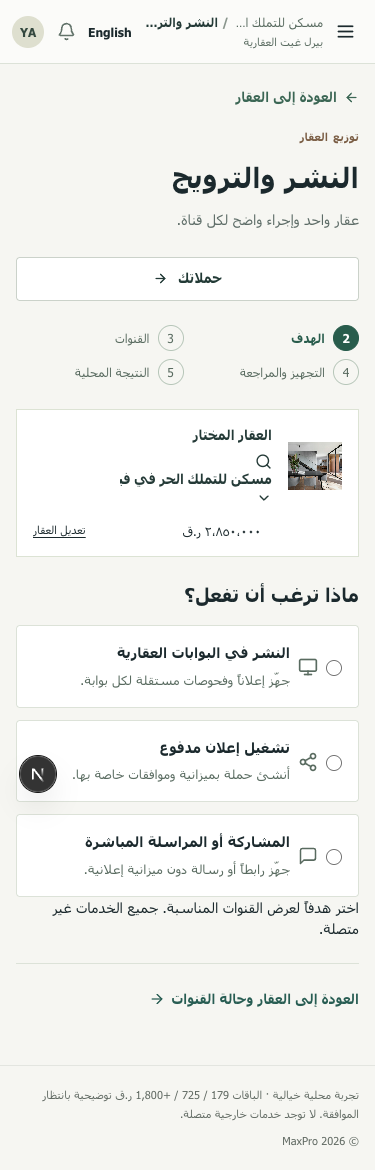 مسكن للتملك ا... / النشر والتر...
بيرل غيت العقارية
English
YA
العودة إلى العقار
توزيع العقار
النشر والترويج
عقار واحد وإجراء واضح لكل قناة.
حملاتك
2 الهدف
3 القنوات
4 التجهيز والمراجعة
5 النتيجة المحلية
العقار المختار
مسكن للتملك الحر في في
٢،٨٥٠،٠٠٠ ر.ق
تعديل العقار
ماذا ترغب أن تفعل؟
النشر في البوابات العقارية
جهّز إعلاناً وفحوصات مستقلة لكل بوابة.
تشغيل إعلان مدفوع
أنشئ حملة بميزانية وموافقات خاصة بها.
N
المشاركة أو المراسلة المباشرة
جهّز رابطاً أو رسالة دون ميزانية إعلانية.
اختر هدفاً لعرض القنوات المناسبة. جميع الخدمات غير
متصلة.
العودة إلى العقار وحالة القنوات
تجربة محلية خيالية · الباقات 179 / 725 / +1,800 ر.ق توضيحية بانتظار
الموافقة. لا توجد خدمات خارجية متصلة.
© 2026 MaxPro